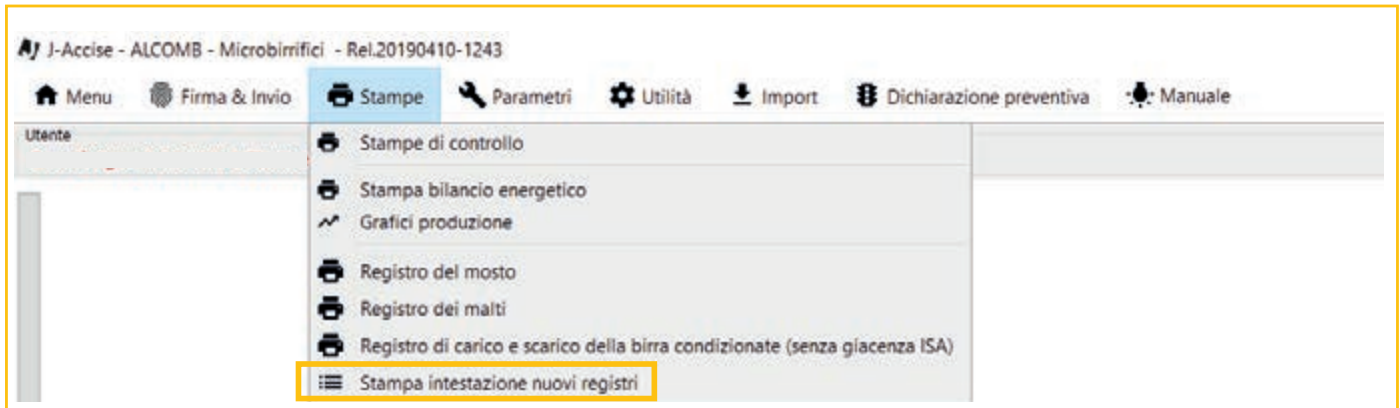 J-Accise - ALCOMB - Microbirrifici - Rel.20190410-1243
Menu Firma & Invio Stampe Parametri Utilità Import Dichiarazione preventiva Manuale
Utente
Stampe di controllo
Stampa bilancio energetico
Grafici produzione
Registro del mosto
Registro dei malti
Registro di carico e scarico della birra condizionate (senza giacenza ISA)
Stampa intestazione nuovi registri